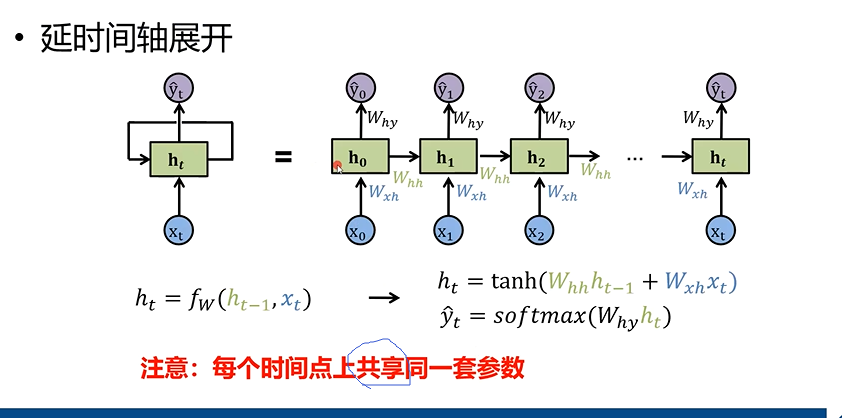 • 延时间轴展开
ŷt ŷ0 ŷ1 ŷ2 ŷt
Why Why Why Why
ht = h0 h1 h2 ... ht
Whh Whh Whh
Wxh Wxh Wxh Wxh
xt x0 x1 x2 xt
ht = fW(ht−1, xt) → ht = tanh(Whhht−1 + Wxhxt)
ŷt = softmax(Whyht)
注意：每个时间点上共享同一套参数